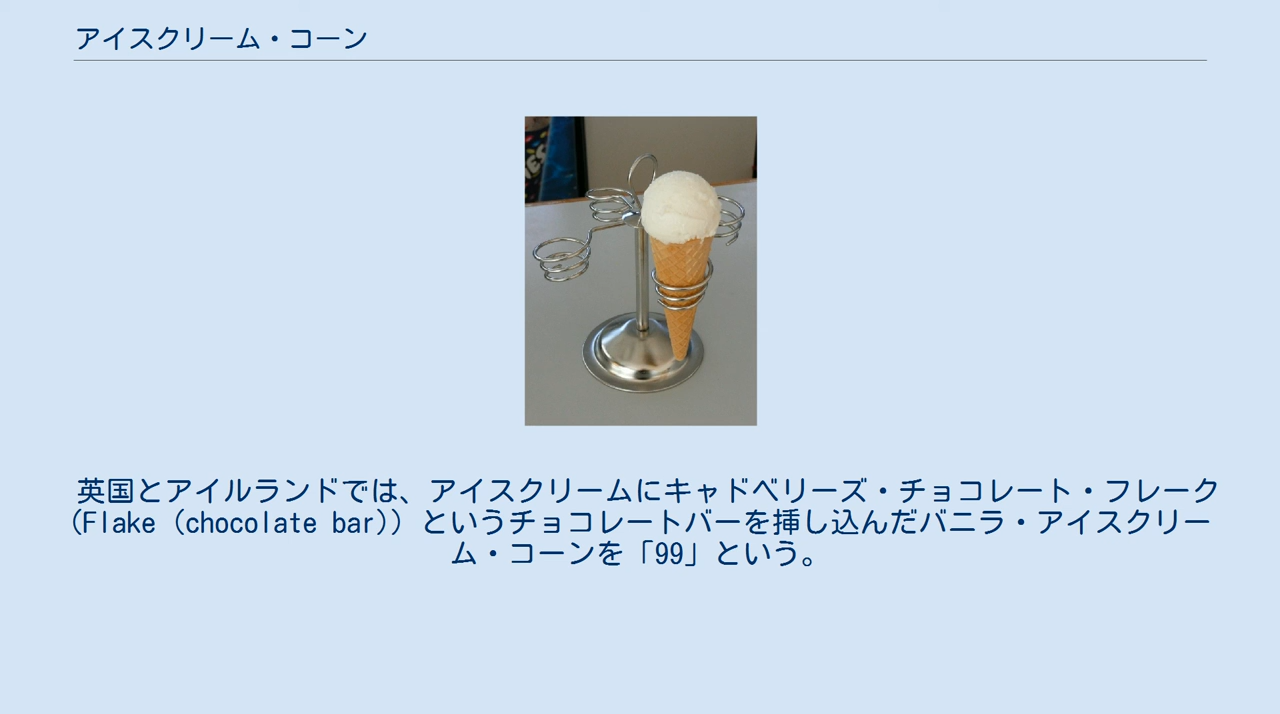 アイスクリーム・コーン
英国とアイルランドでは、アイスクリームにキャドベリーズ・チョコレート・フレーク
(Flake (chocolate bar)) というチョコレートバーを挿し込んだバニラ・アイスクリー
ム・コーンを「99」という。